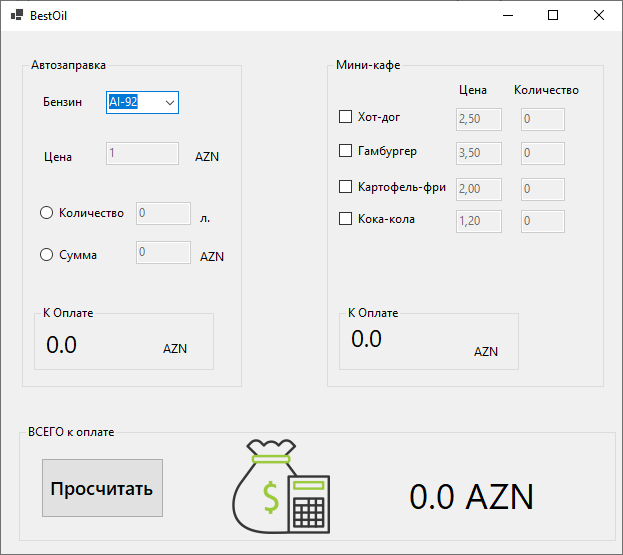 BestOil
Автозаправка
Бензин
AI-92
Цена
1
AZN
Количество
0
л.
Сумма
0
AZN
К Оплате
0.0
AZN
Мини-кафе
Цена
Количество
Хот-дог
2,50
0
Гамбургер
3,50
0
Картофель-фри
2,00
0
Кока-кола
1,20
0
К Оплате
0.0
AZN
ВСЕГО к оплате
Просчитать
$
0.0 AZN